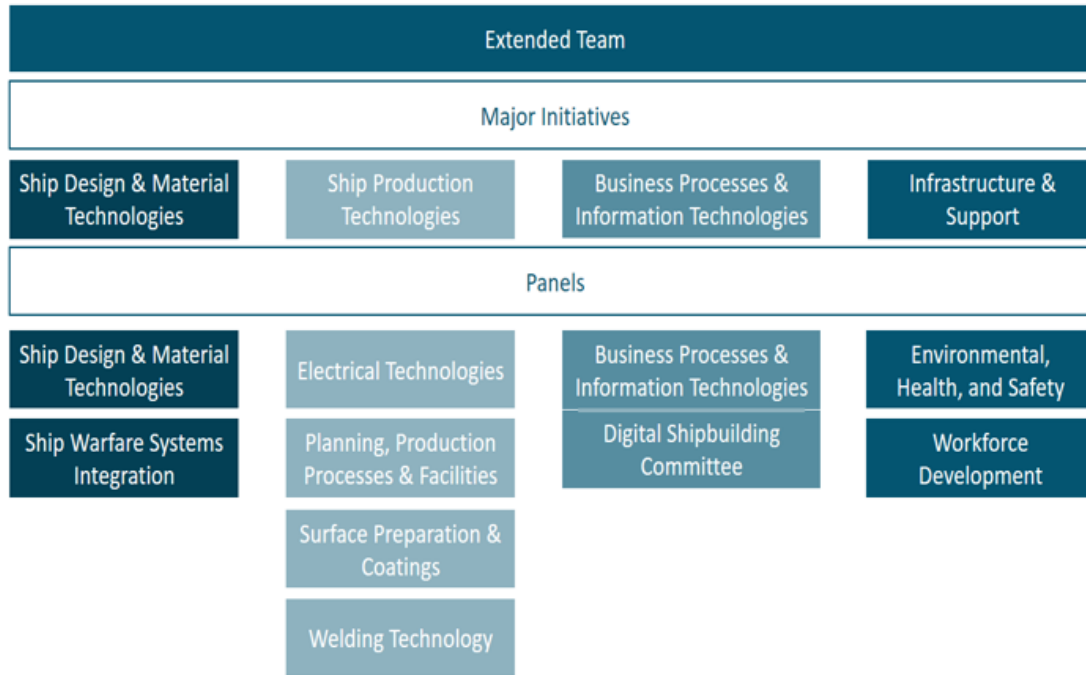 Extended Team
Major Initiatives
Ship Design & Material
Technologies
Ship Production
Technologies
Business Processes &
Information Technologies
Infrastructure &
Support
Panels
Ship Design & Material
Technologies
Electrical Technologies
Business Processes &
Information Technologies
Environmental,
Health, and Safety
Ship Warfare Systems
Integration
Planning, Production
Processes & Facilities
Digital Shipbuilding
Committee
Workforce
Development
Surface Preparation &
Coatings
Welding Technology